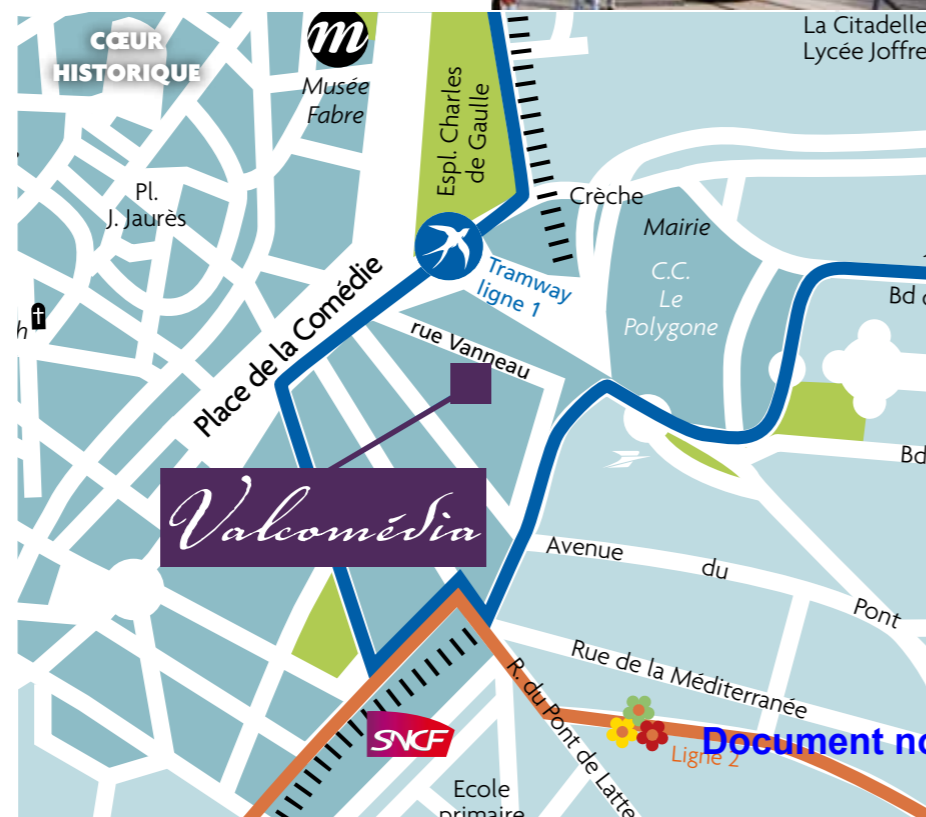 CŒUR
HISTORIQUE
m
Musée
Fabre
Espl. Charles
de Gaulle
La Citadelle
Lycée Joffre
Pl.
J. Jaurès
Crèche
Mairie
C.C.
Le
Polygone
Tramway
ligne 1
Place de la Comédie
rue Vanneau
h
Bd
Bd
Valcomédia
Avenue du Pont
Rue de la Méditerranée
R. du Pont de Latte
SNCF
Ligne 2
Document no
Ecole
primaire